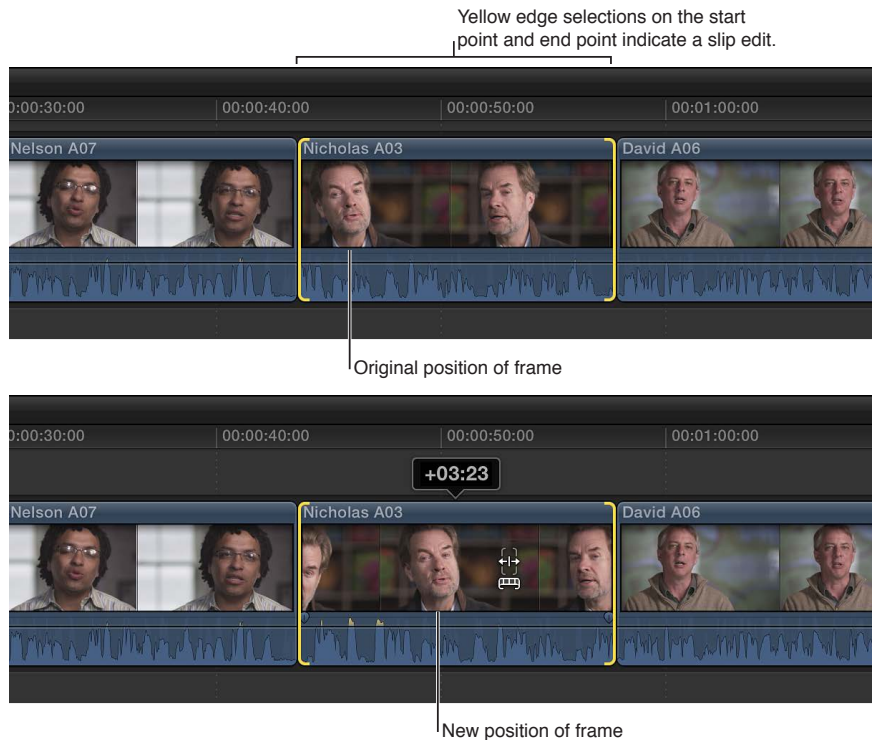 Yellow edge selections on the start
point and end point indicate a slip edit.
0:00:30:00 00:00:40:00 00:00:50:00 00:01:00:00
Nelson A07 Nicholas A03 David A06
Original position of frame
0:00:30:00 00:00:40:00 00:00:50:00 00:01:00:00
+03:23
Nelson A07 Nicholas A03 David A06
New position of frame